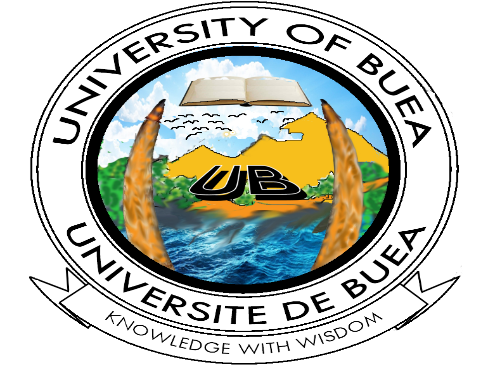 UNIVERSITY OF BUEA
UB
UNIVERSITE DE BUEA
KNOWLEDGE WITH WISDOM